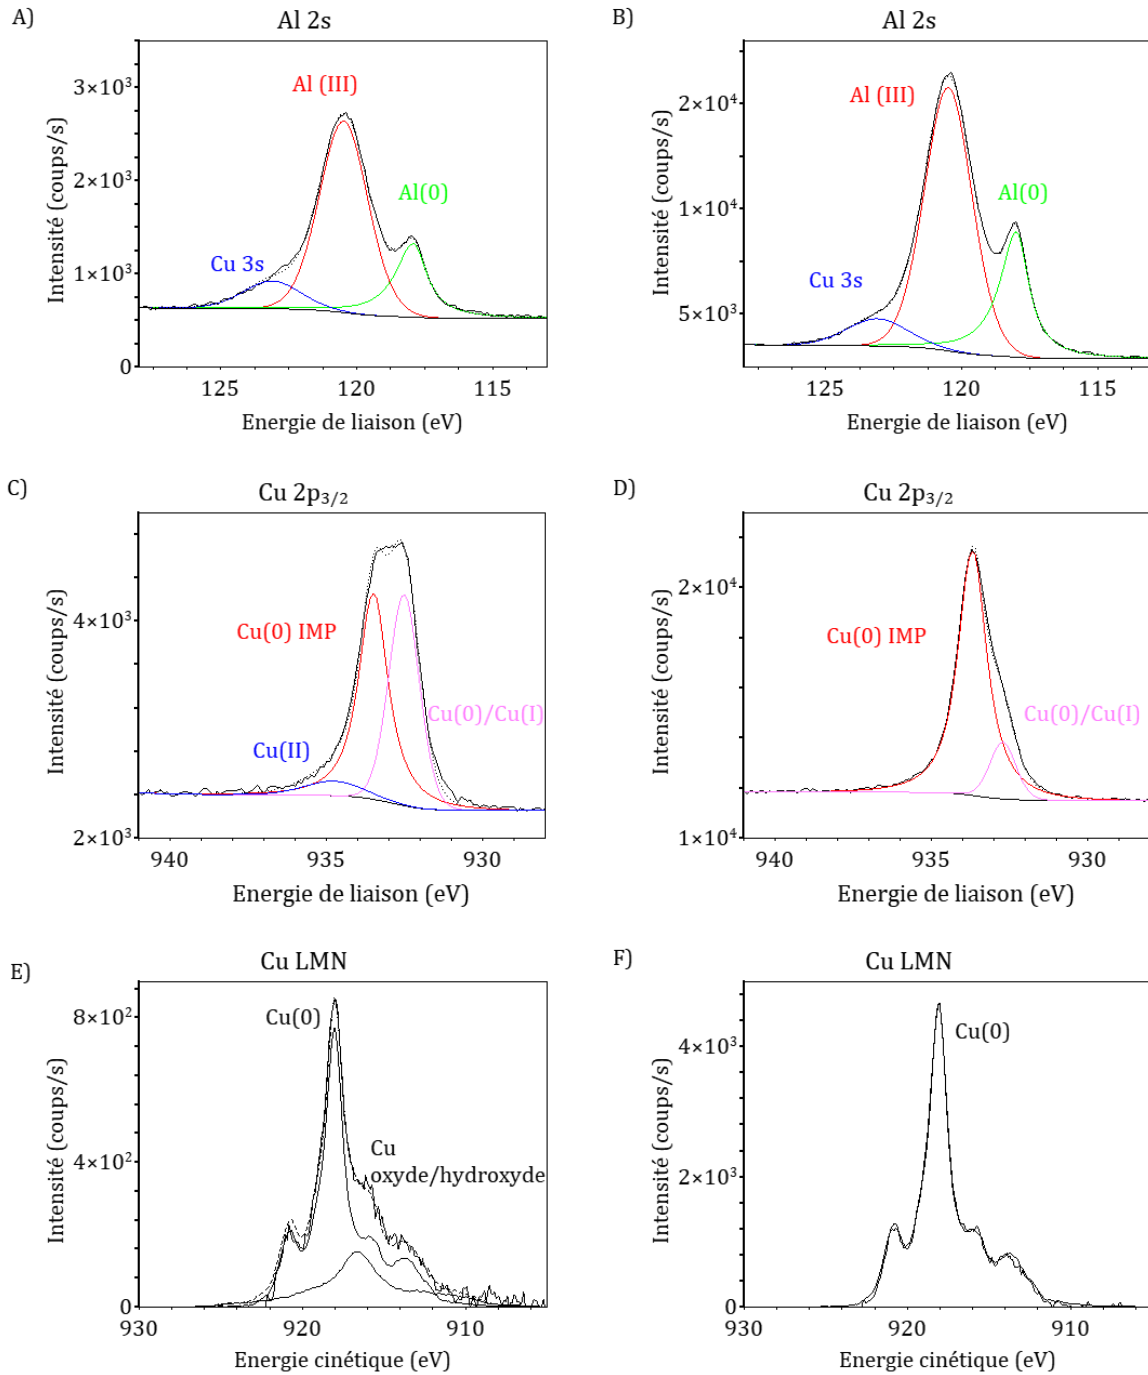 A)
Al 2s
Intensité (coups/s)
3×10³
2×10³
1×10³
0
Al (III)
Al(0)
Cu 3s
125
120
115
Energie de liaison (eV)
B)
Al 2s
Intensité (coups/s)
2×10⁴
1×10⁴
5×10³
Al (III)
Al(0)
Cu 3s
125
120
115
Energie de liaison (eV)
C)
Cu 2p₃/₂
Intensité (coups/s)
4×10³
2×10³
Cu(0) IMP
Cu(0)/Cu(I)
Cu(II)
940
935
930
Energie de liaison (eV)
D)
Cu 2p₃/₂
Intensité (coups/s)
2×10⁴
1×10⁴
Cu(0) IMP
Cu(0)/Cu(I)
940
935
930
Energie de liaison (eV)
E)
Cu LMN
Intensité (coups/s)
8×10²
4×10²
0
Cu(0)
Cu
oxyde/hydroxyde
930
920
910
Energie cinétique (eV)
F)
Cu LMN
Intensité (coups/s)
4×10³
2×10³
0
Cu(0)
930
920
910
Energie cinétique (eV)